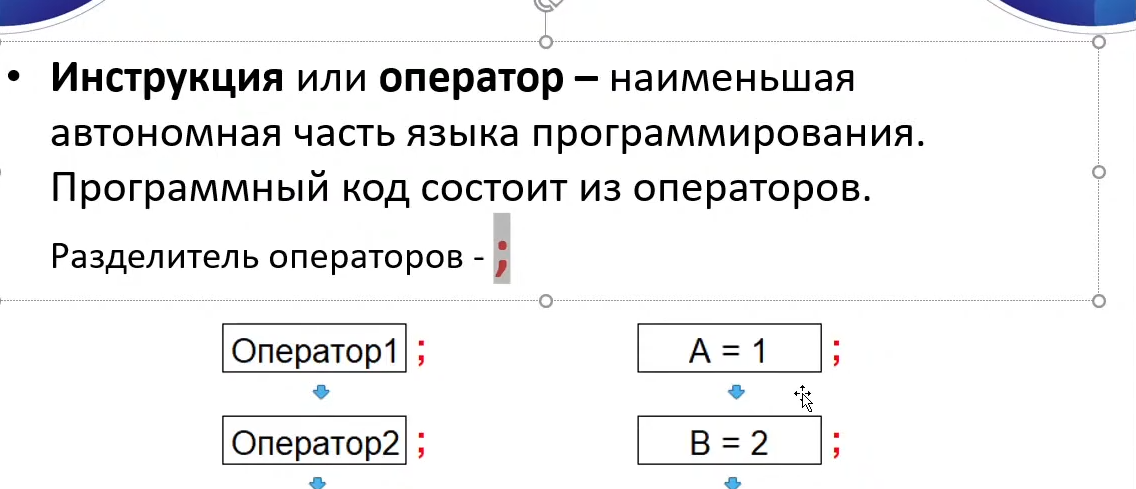 • Инструкция или оператор – наименьшая
автономная часть языка программирования.
Программный код состоит из операторов.
Разделитель операторов - ;
Оператор1 ; A = 1 ;
Оператор2 ; B = 2 ;